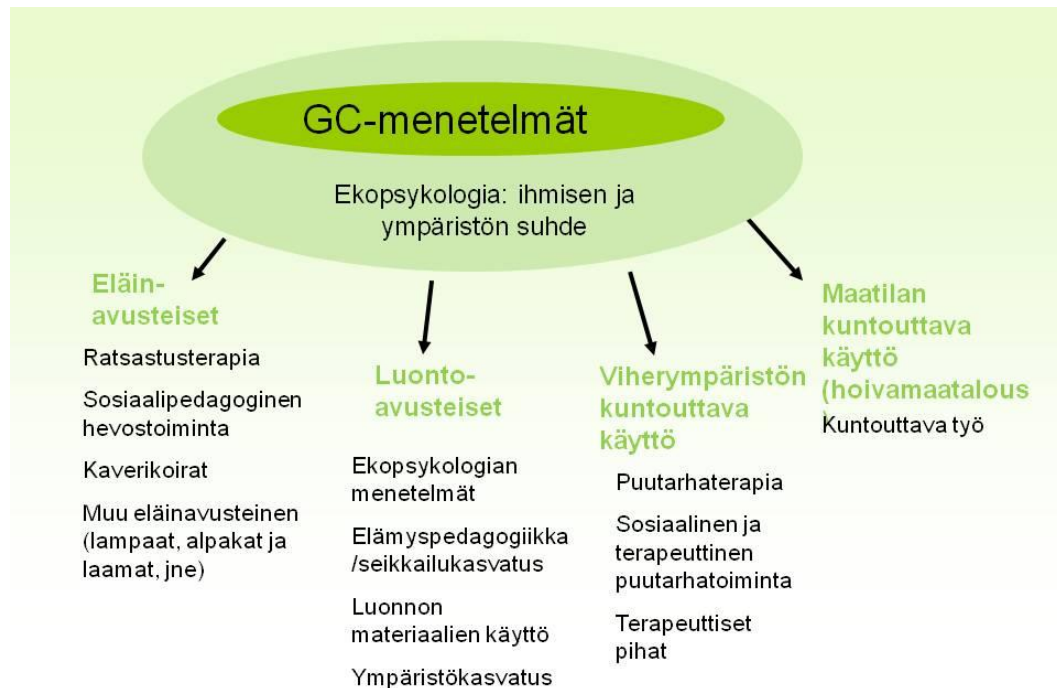 GC-menetelmät
Ekopsykologia: ihmisen ja
ympäristön suhde
Eläin-
avusteiset
Ratsastusterapia
Sosiaalipedagoginen
hevostoiminta
Kaverikoirat
Muu eläinavusteinen
(lampaat, alpakat ja
laamat, jne)
Luonto-
avusteiset
Ekopsykologian
menetelmät
Elämyspedagogiikka
/seikkailukasvatus
Luonnon
materiaalien käyttö
Ympäristökasvatus
Viherympäristön
kuntouttava
käyttö
Puutarhaterapia
Sosiaalinen ja
terapeuttinen
puutarhatoiminta
Terapeuttiset
pihat
Maatilan
kuntouttava
käyttö
(hoivamaatalous
)
Kuntouttava työ